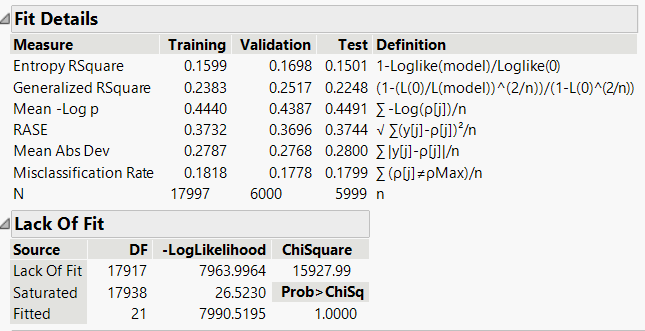 Fit Details
Measure Training Validation Test Definition
Entropy RSquare 0.1599 0.1698 0.1501 1-Loglike(model)/Loglike(0)
Generalized RSquare 0.2383 0.2517 0.2248 (1-(L(0)/L(model))^(2/n))/(1-L(0)^(2/n))
Mean -Log p 0.4440 0.4387 0.4491 ∑ -Log(ρ[j])/n
RASE 0.3732 0.3696 0.3744 √ ∑(y[j]-ρ[j])²/n
Mean Abs Dev 0.2787 0.2768 0.2800 ∑ |y[j]-ρ[j]|/n
Misclassification Rate 0.1818 0.1778 0.1799 ∑ (ρ[j]≠ρMax)/n
N 17997 6000 5999 n
Lack Of Fit
Source DF -LogLikelihood ChiSquare
Lack Of Fit 17917 7963.9964 15927.99
Saturated 17938 26.5230 Prob>ChiSq
Fitted 21 7990.5195 1.0000